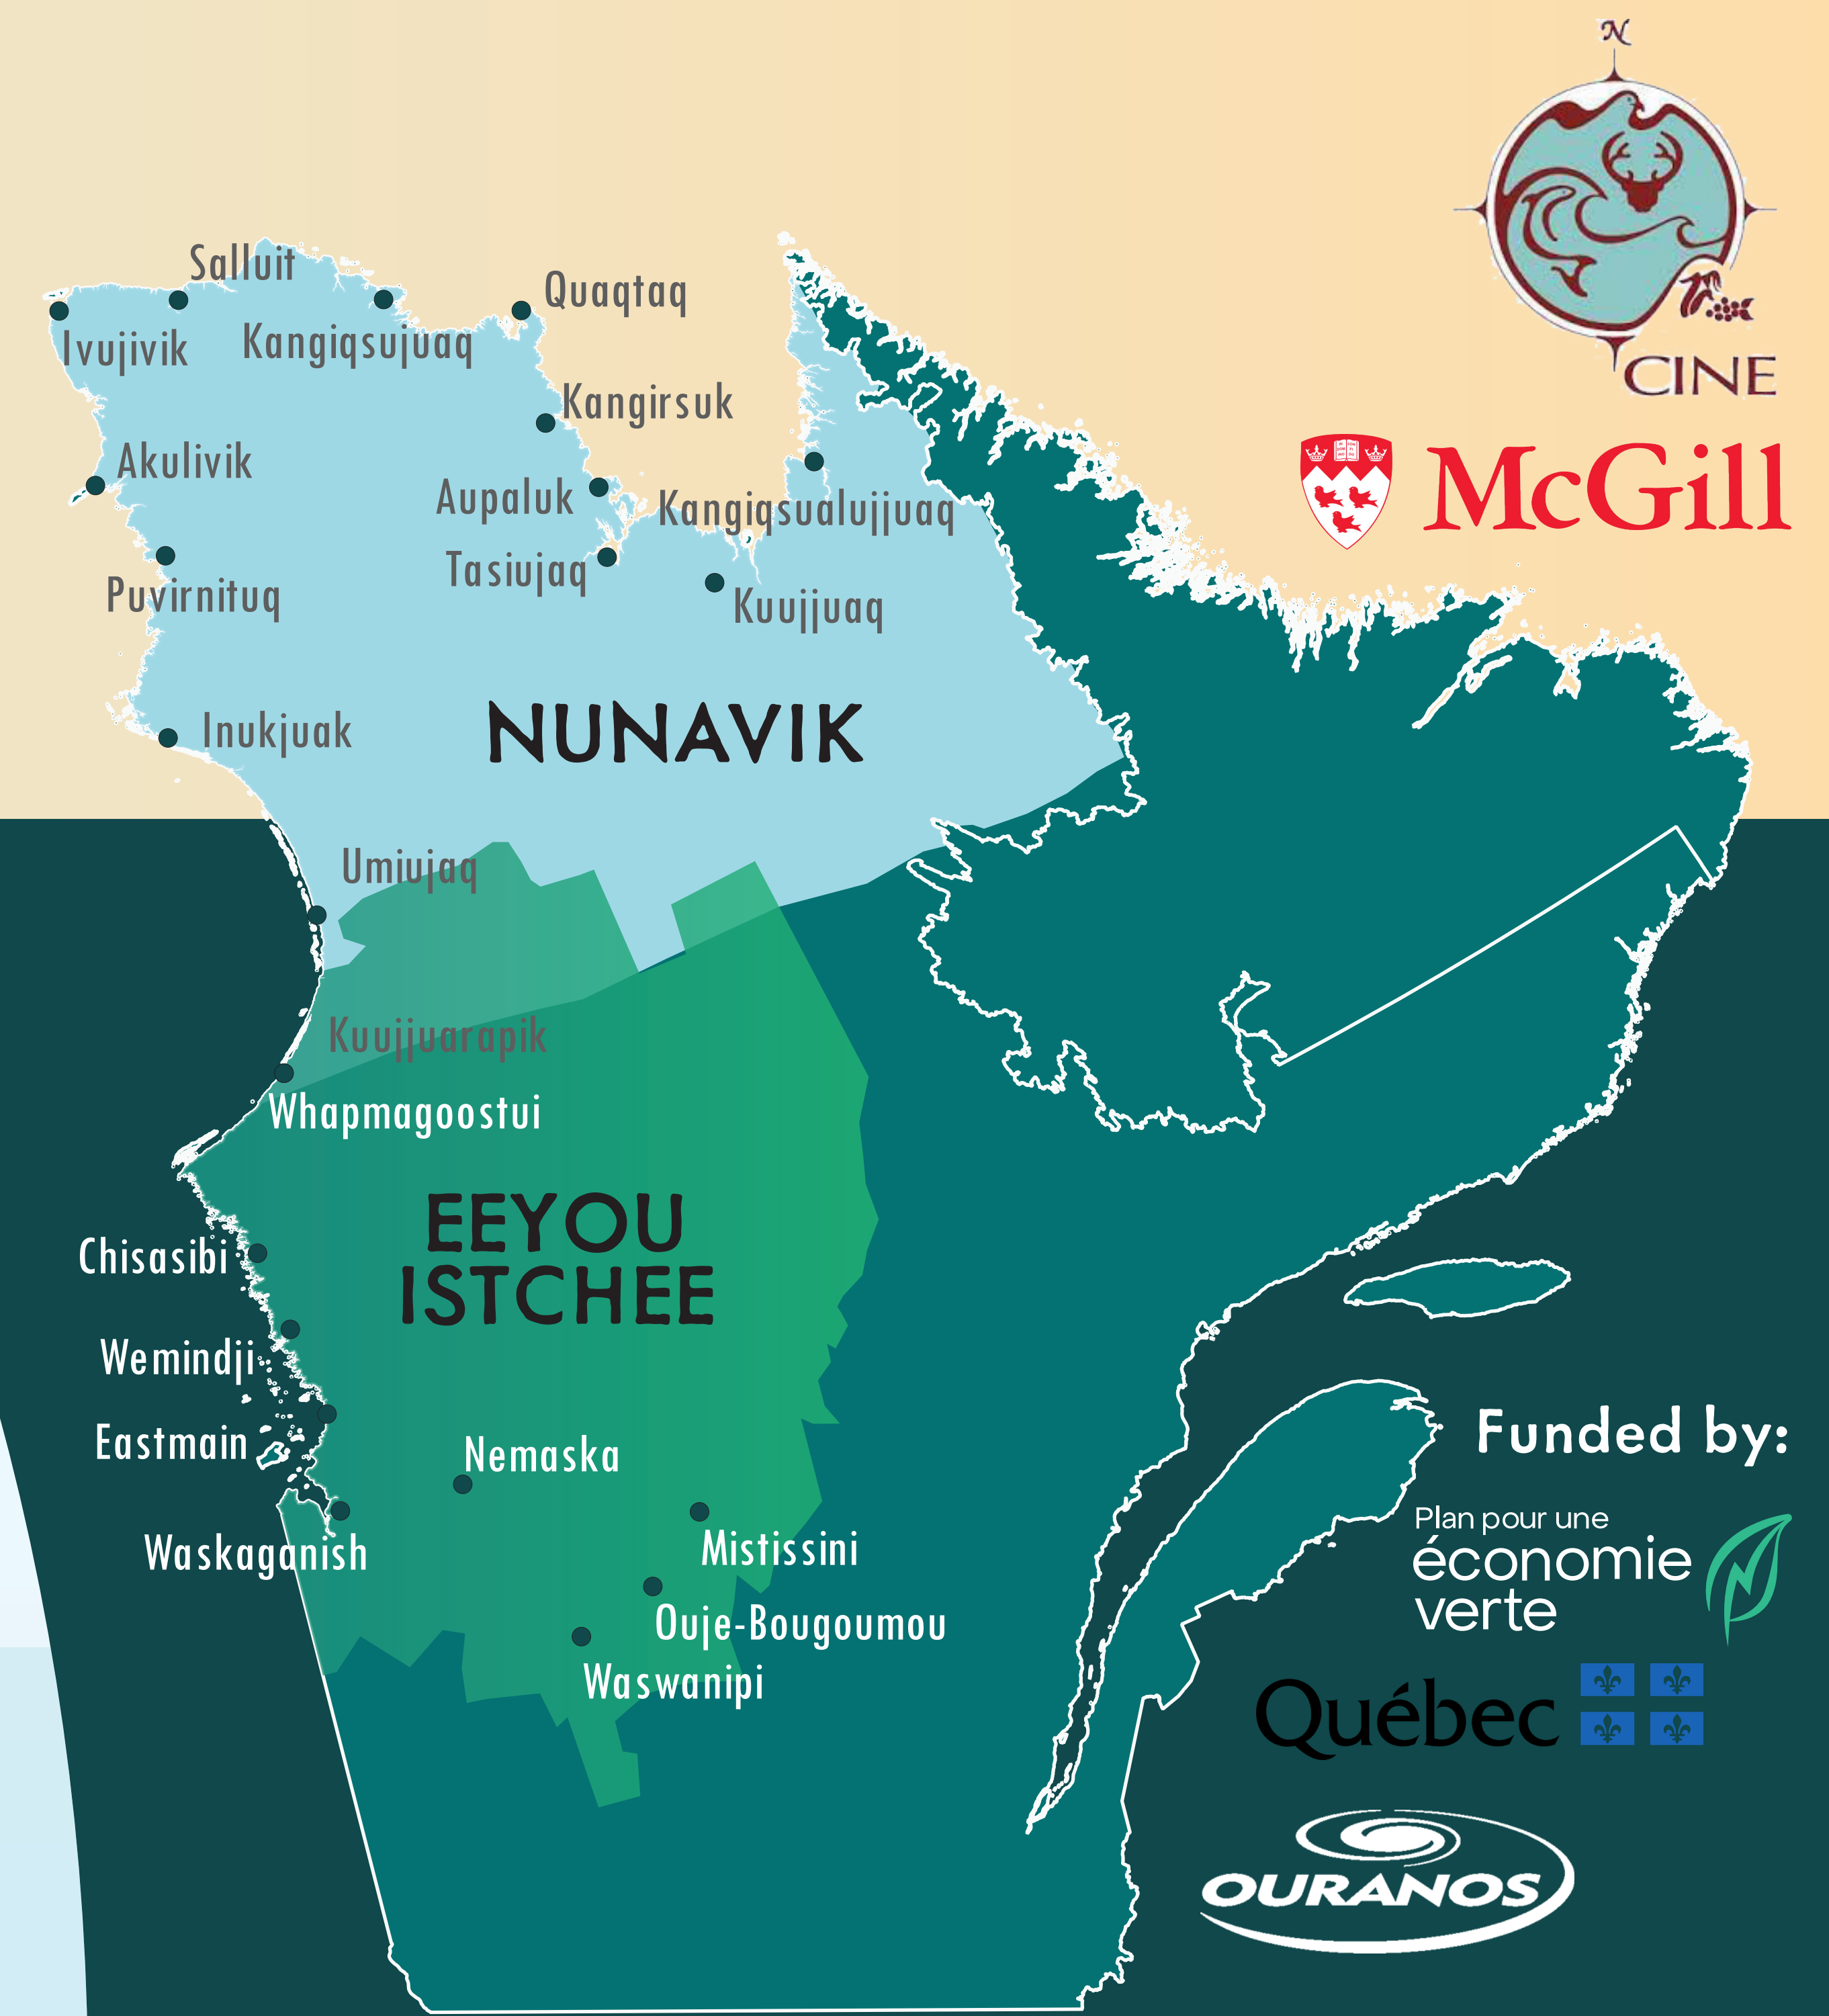 N
CINE
McGill
Salluit
Quaqtaq
Ivujivik
Kangiqsujuaq
Kangirsuk
Akulivik
Aupaluk
Kangiqsualujjuaq
Tasiujaq
Puvirnituq
Kuujjuaq
Inukjuak
NUNAVIK
Umiujaq
Kuujjuarapik
Whapmagoostui
EEYOU
ISTCHEE
Chisasibi
Wemindji
Eastmain
Nemaska
Waskaganish
Mistissini
Ouje-Bougoumou
Waswanipi
Funded by:
Plan pour une
économie
verte
Québec
OURANOS